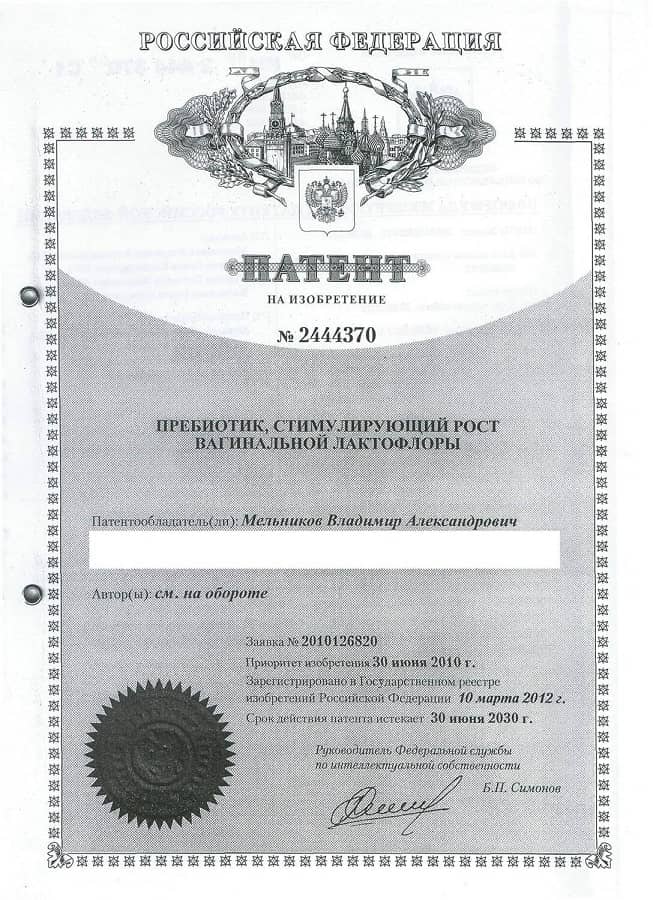 РОССИЙСКАЯ ФЕДЕРАЦИЯ
ПАТЕНТ
НА ИЗОБРЕТЕНИЕ
№ 2444370
ПРЕБИОТИК, СТИМУЛИРУЮЩИЙ РОСТ
ВАГИНАЛЬНОЙ ЛАКТОФЛОРЫ
Патентообладатель(ли): Мельников Владимир Александрович
Автор(ы): см. на обороте
Заявка № 2010126820
Приоритет изобретения 30 июня 2010 г.
Зарегистрировано в Государственном реестре
изобретений Российской Федерации 10 марта 2012 г.
Срок действия патента истекает 30 июня 2030 г.
Руководитель Федеральной службы
по интеллектуальной собственности
Б.П. Симонов